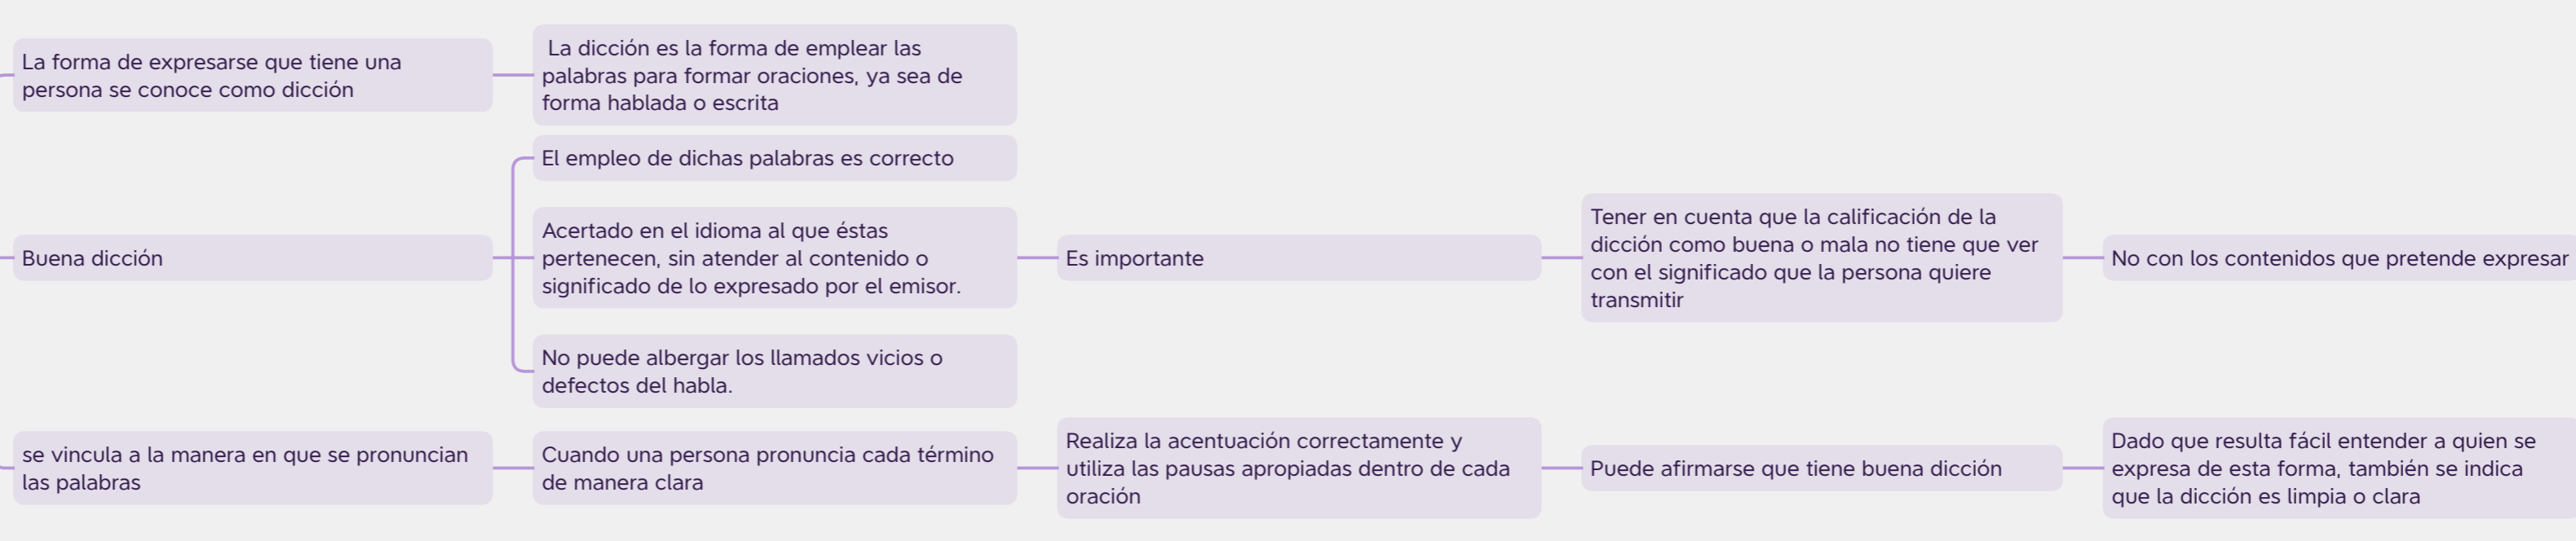 La forma de expresarse que tiene una
persona se conoce como dicción
La dicción es la forma de emplear las
palabras para formar oraciones, ya sea de
forma hablada o escrita
Buena dicción
El empleo de dichas palabras es correcto
Acertado en el idioma al que éstas
pertenecen, sin atender al contenido o
significado de lo expresado por el emisor.
No puede albergar los llamados vicios o
defectos del habla.
Es importante
Tener en cuenta que la calificación de la
dicción como buena o mala no tiene que ver
con el significado que la persona quiere
transmitir
No con los contenidos que pretende expresar
se vincula a la manera en que se pronuncian
las palabras
Cuando una persona pronuncia cada término
de manera clara
Realiza la acentuación correctamente y
utiliza las pausas apropiadas dentro de cada
oración
Puede afirmarse que tiene buena dicción
Dado que resulta fácil entender a quien se
expresa de esta forma, también se indica
que la dicción es limpia o clara